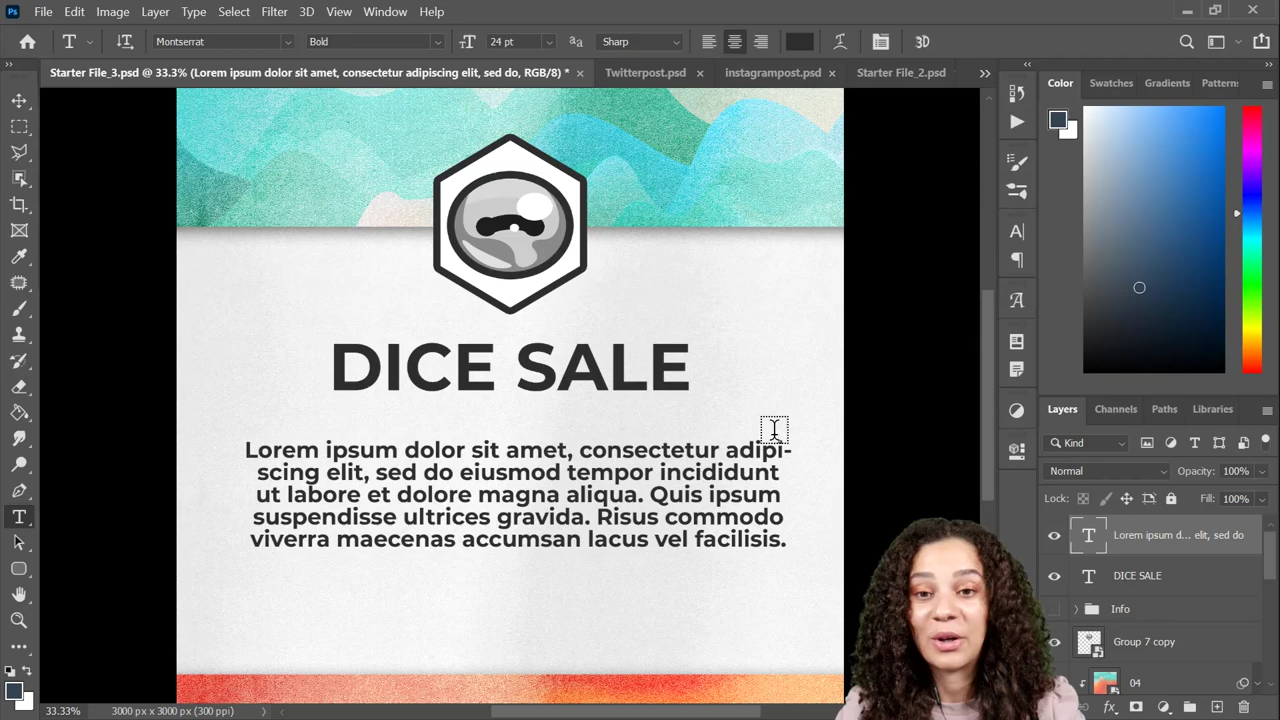 Ps File Edit Image Layer Type Select Filter 3D View Window Help
T Montserrat Bold 24 pt Sharp 3D
Starter File_3.psd @ 33.3% (Lorem ipsum dolor sit amet, consectetur adipiscing elit, sed do, RGB/8) * Twitterpost.psd instagrampost.psd Starter File_2.psd
Color Swatches Gradients Pattern:
DICE SALE
Lorem ipsum dolor sit amet, consectetur adipi-
scing elit, sed do eiusmod tempor incididunt
ut labore et dolore magna aliqua. Quis ipsum
suspendisse ultrices gravida. Risus commodo
viverra maecenas accumsan lacus vel facilisis.
Layers Channels Paths Libraries
Kind
Normal Opacity: 100%
Lock: Fill: 100%
Lorem ipsum d... elit, sed do
DICE SALE
Info
Group 7 copy
04
33.33% 3000 px x 3000 px (300 ppi)